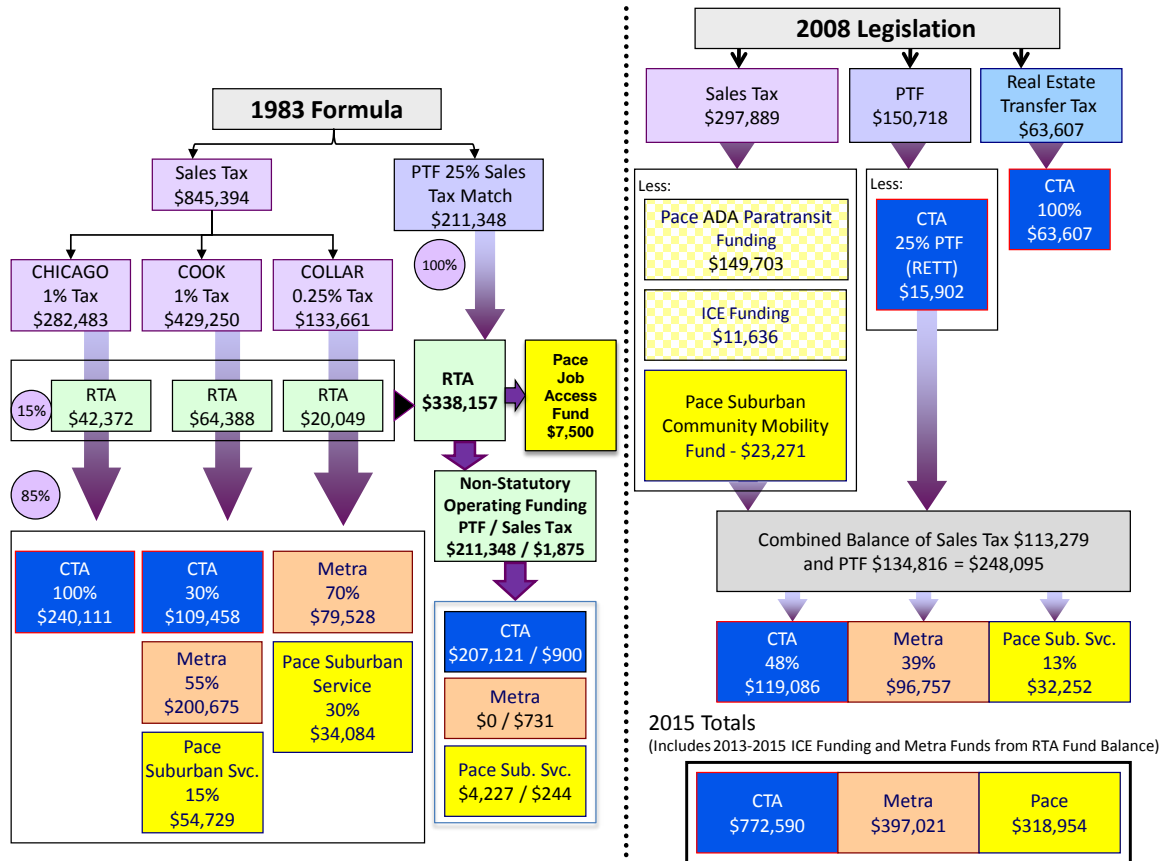 1983 Formula
Sales Tax
$845,394
PTF 25% Sales
Tax Match
$211,348
100%
CHICAGO
1% Tax
$282,483
COOK
1% Tax
$429,250
COLLAR
0.25% Tax
$133,661
15%
RTA
$42,372
RTA
$64,388
RTA
$20,049
RTA
$338,157
Pace
Job
Access
Fund
$7,500
85%
Non-Statutory
Operating Funding
PTF / Sales Tax
$211,348 / $1,875
CTA
100%
$240,111
CTA
30%
$109,458
Metra
55%
$200,675
Pace
Suburban Svc.
15%
$54,729
Metra
70%
$79,528
Pace Suburban
Service
30%
$34,084
CTA
$207,121 / $900
Metra
$0 / $731
Pace Sub. Svc.
$4,227 / $244
2008 Legislation
Sales Tax
$297,889
PTF
$150,718
Real Estate
Transfer Tax
$63,607
Less:
Pace ADA Paratransit
Funding
$149,703
ICE Funding
$11,636
Pace Suburban
Community Mobility
Fund - $23,271
Less:
CTA
25% PTF
(RETT)
$15,902
CTA
100%
$63,607
Combined Balance of Sales Tax $113,279
and PTF $134,816 = $248,095
CTA
48%
$119,086
Metra
39%
$96,757
Pace Sub. Svc.
13%
$32,252
2015 Totals
(Includes 2013-2015 ICE Funding and Metra Funds from RTA Fund Balance)
CTA
$772,590
Metra
$397,021
Pace
$318,954